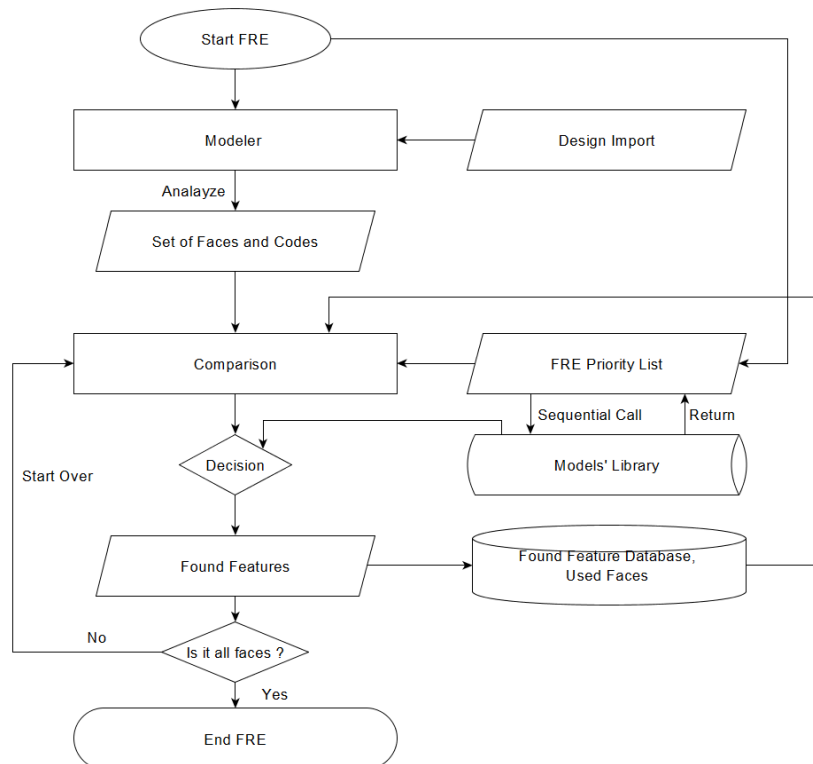 Start FRE
Modeler
Design Import
Analayze
Set of Faces and Codes
Comparison
FRE Priority List
Sequential Call
Return
Decision
Models' Library
Start Over
Found Features
Found Feature Database,
Used Faces
No
Is it all faces ?
Yes
End FRE